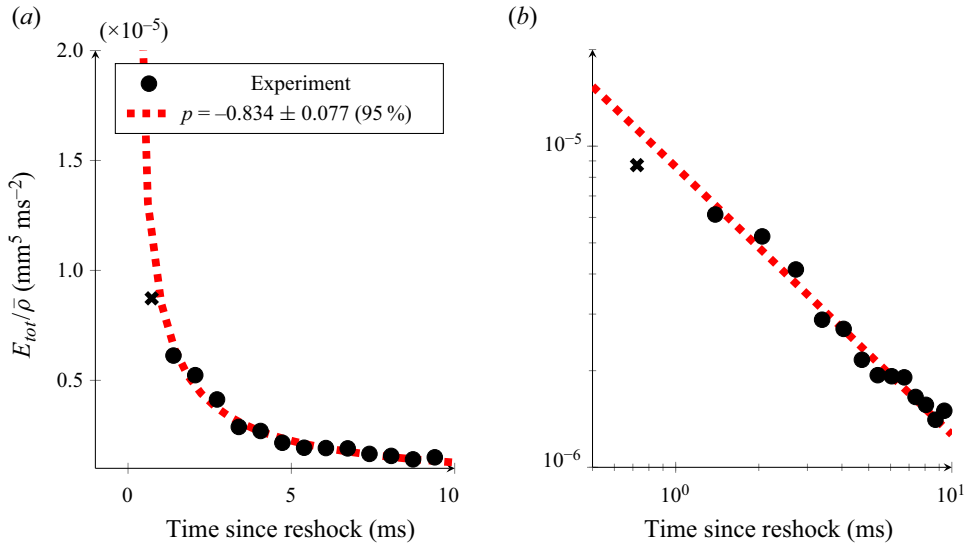 (a)
(×10⁻⁵)
2.0
1.5
1.0
0.5
0
5
10
Experiment
p = –0.834 ± 0.077 (95 %)
E_tot/ρ̄ (mm⁵ ms⁻²)
Time since reshock (ms)
(b)
10⁻⁵
10⁻⁶
10⁰
10¹
Time since reshock (ms)